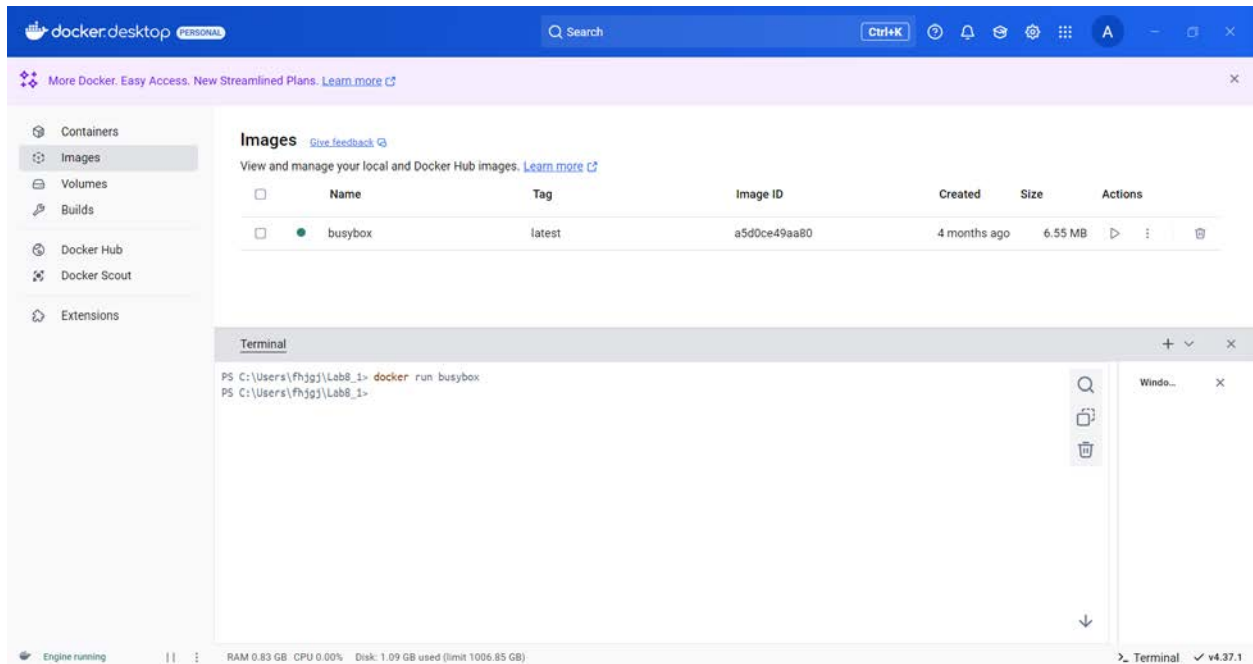 docker.desktop PERSONAL Search Ctrl+K A
More Docker. Easy Access. New Streamlined Plans. Learn more
Containers
Images
Volumes
Builds
Docker Hub
Docker Scout
Extensions
Images Give feedback
View and manage your local and Docker Hub images. Learn more
Name Tag Image ID Created Size Actions
busybox latest a5d0ce49aa80 4 months ago 6.55 MB
Terminal
PS C:\Users\fhjgj\Lab8_1> docker run busybox
PS C:\Users\fhjgj\Lab8_1>
Windo...
Engine running RAM 0.83 GB CPU 0.00% Disk: 1.09 GB used (limit 1006.85 GB) Terminal v4.37.1